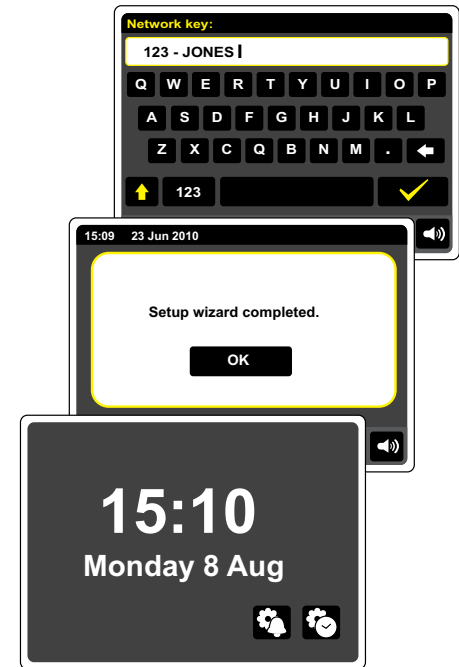 Network key:
123 - JONES
Q W E R T Y U I O P
A S D F G H J K L
Z X C Q B N M .
123
15:09 23 Jun 2010
Setup wizard completed.
OK
15:10
Monday 8 Aug